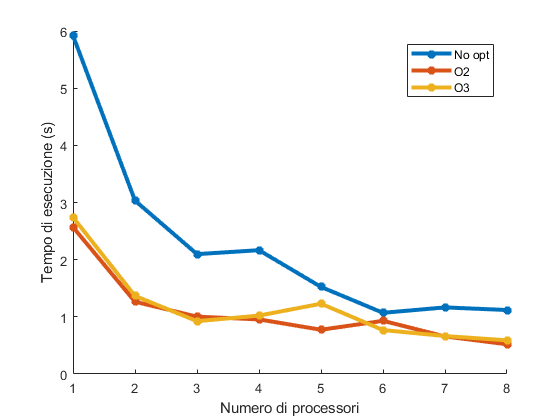 6
5
4
3
2
1
0
Tempo di esecuzione (s)
No opt
O2
O3
1 2 3 4 5 6 7 8
Numero di processori